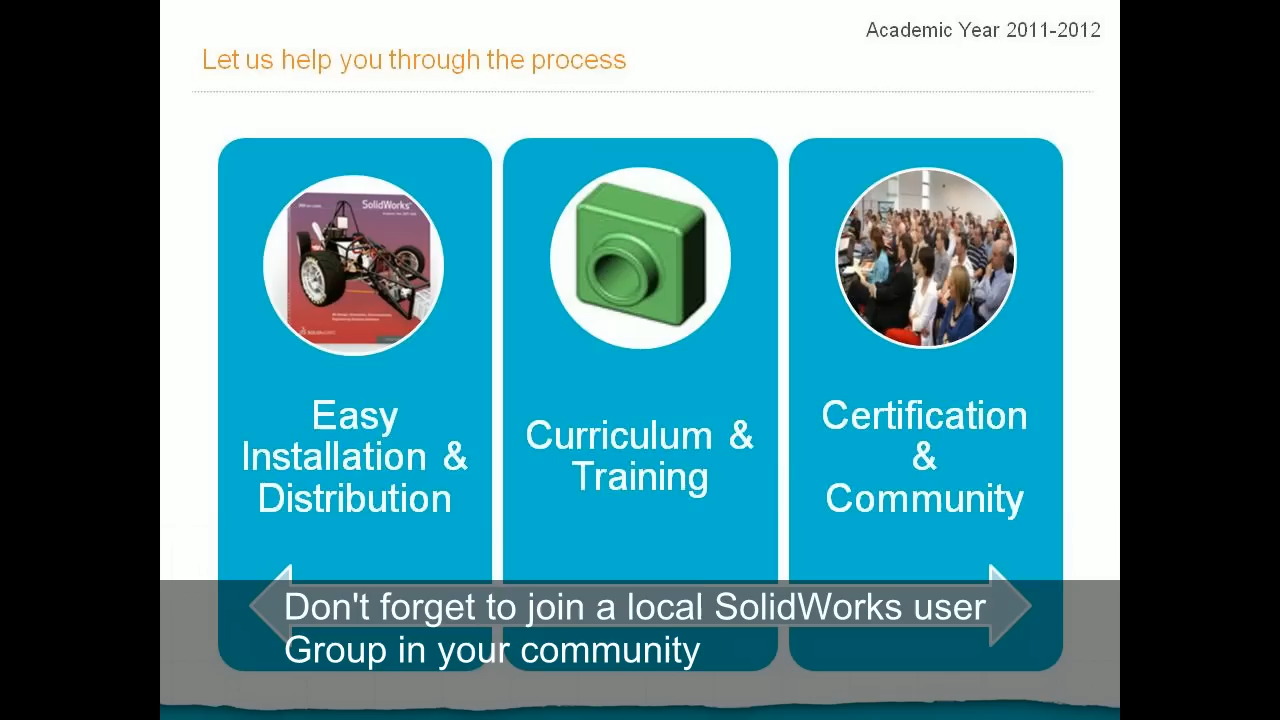 Academic Year 2011-2012
Let us help you through the process
SolidWorks
Easy
Installation &
Distribution
Curriculum &
Training
Certification
&
Community
Don't forget to join a local SolidWorks user
Group in your community